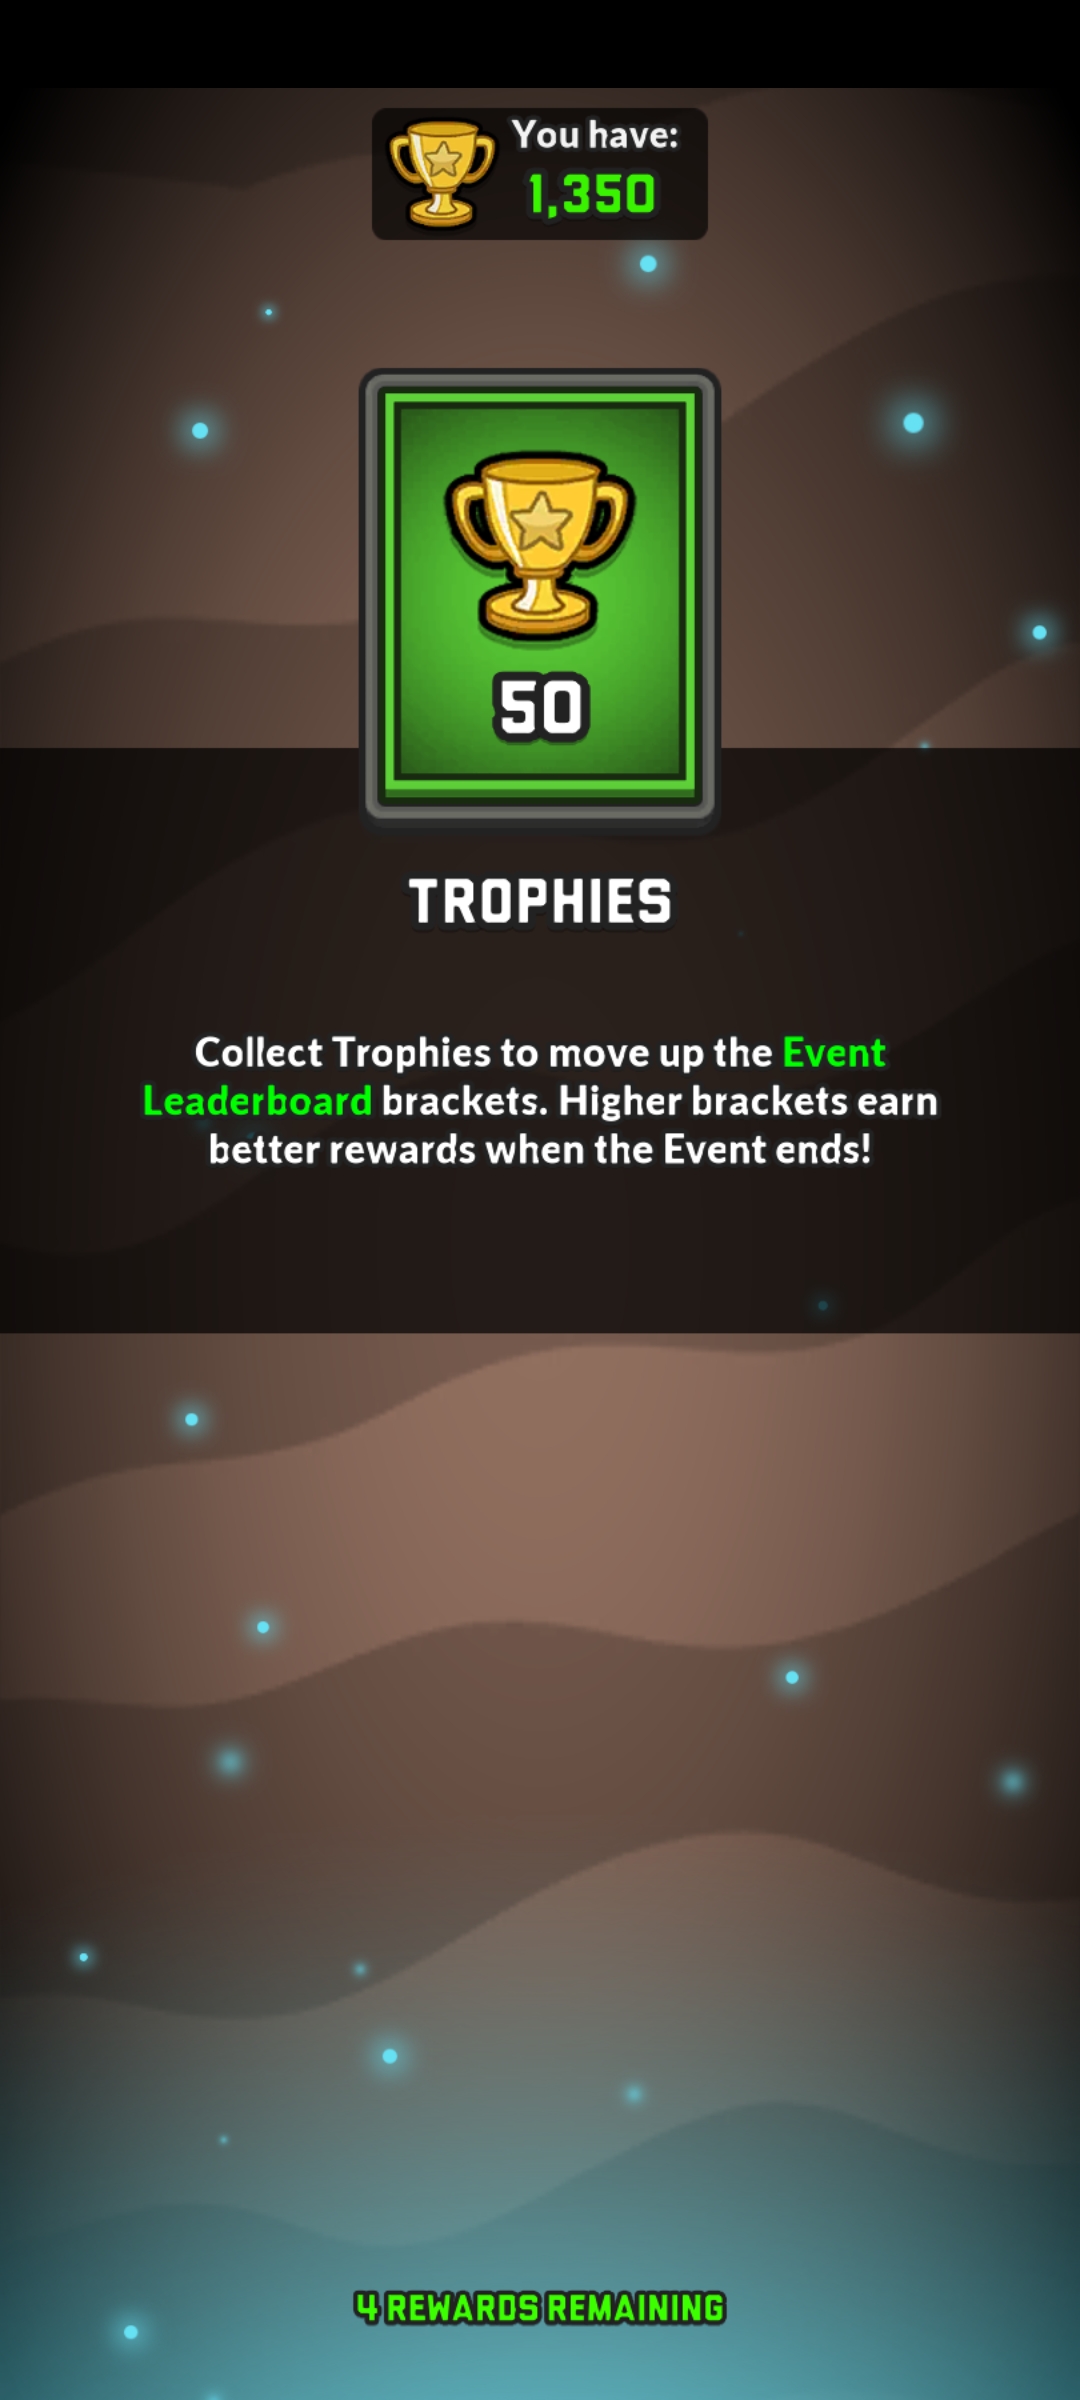 You have:
1,350
50
TROPHIES
Collect Trophies to move up the Event
Leaderboard brackets. Higher brackets earn
better rewards when the Event ends!
4 REWARDS REMAINING